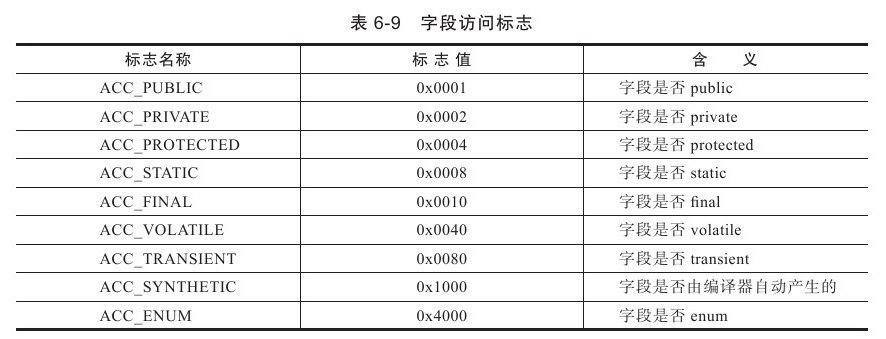 表 6-9 字段访问标志
标志名称 标 志 值 含 义
ACC_PUBLIC 0x0001 字段是否 public
ACC_PRIVATE 0x0002 字段是否 private
ACC_PROTECTED 0x0004 字段是否 protected
ACC_STATIC 0x0008 字段是否 static
ACC_FINAL 0x0010 字段是否 final
ACC_VOLATILE 0x0040 字段是否 volatile
ACC_TRANSIENT 0x0080 字段是否 transient
ACC_SYNTHETIC 0x1000 字段是否由编译器自动产生的
ACC_ENUM 0x4000 字段是否 enum